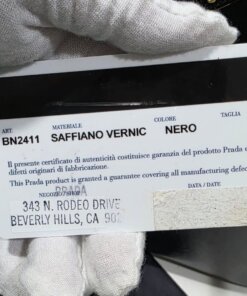 ART MATERIALE COLORE TAGLIA
BN2411 SAFFIANO VERNIC NERO
Il presente certificato di autenticità costituisce garanzia del prodotto Prada
difetti originari di fabbricazione.
This Prada product is granted a guarantee covering all manufacturing defec
NEGOZIO/SHOP DATA / DATE
PRADA
343 N. RODEO DRIVE
BEVERLY HILLS, CA 902